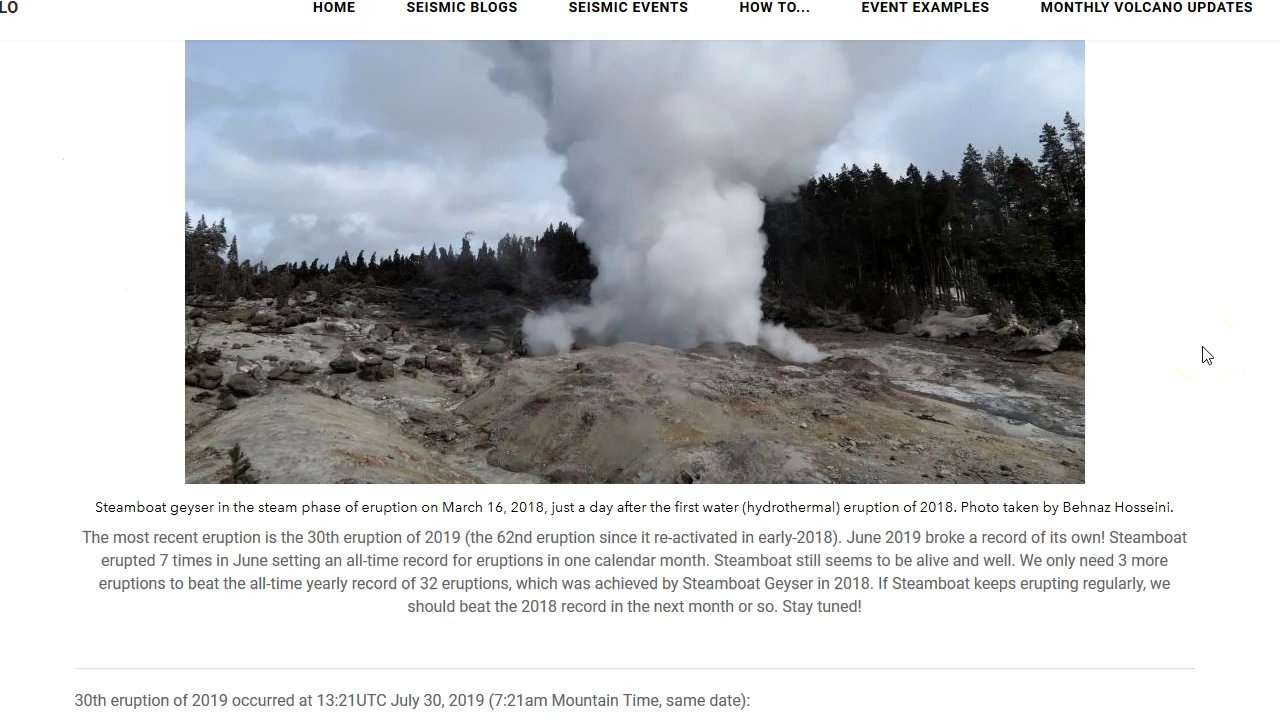 LO
HOME SEISMIC BLOGS SEISMIC EVENTS HOW TO... EVENT EXAMPLES MONTHLY VOLCANO UPDATES
Steamboat geyser in the steam phase of eruption on March 16, 2018, just a day after the first water (hydrothermal) eruption of 2018. Photo taken by Behnaz Hosseini.
The most recent eruption is the 30th eruption of 2019 (the 62nd eruption since it re-activated in early-2018). June 2019 broke a record of its own! Steamboat
erupted 7 times in June setting an all-time record for eruptions in one calendar month. Steamboat still seems to be alive and well. We only need 3 more
eruptions to beat the all-time yearly record of 32 eruptions, which was achieved by Steamboat Geyser in 2018. If Steamboat keeps erupting regularly, we
should beat the 2018 record in the next month or so. Stay tuned!
30th eruption of 2019 occurred at 13:21UTC July 30, 2019 (7:21am Mountain Time, same date):